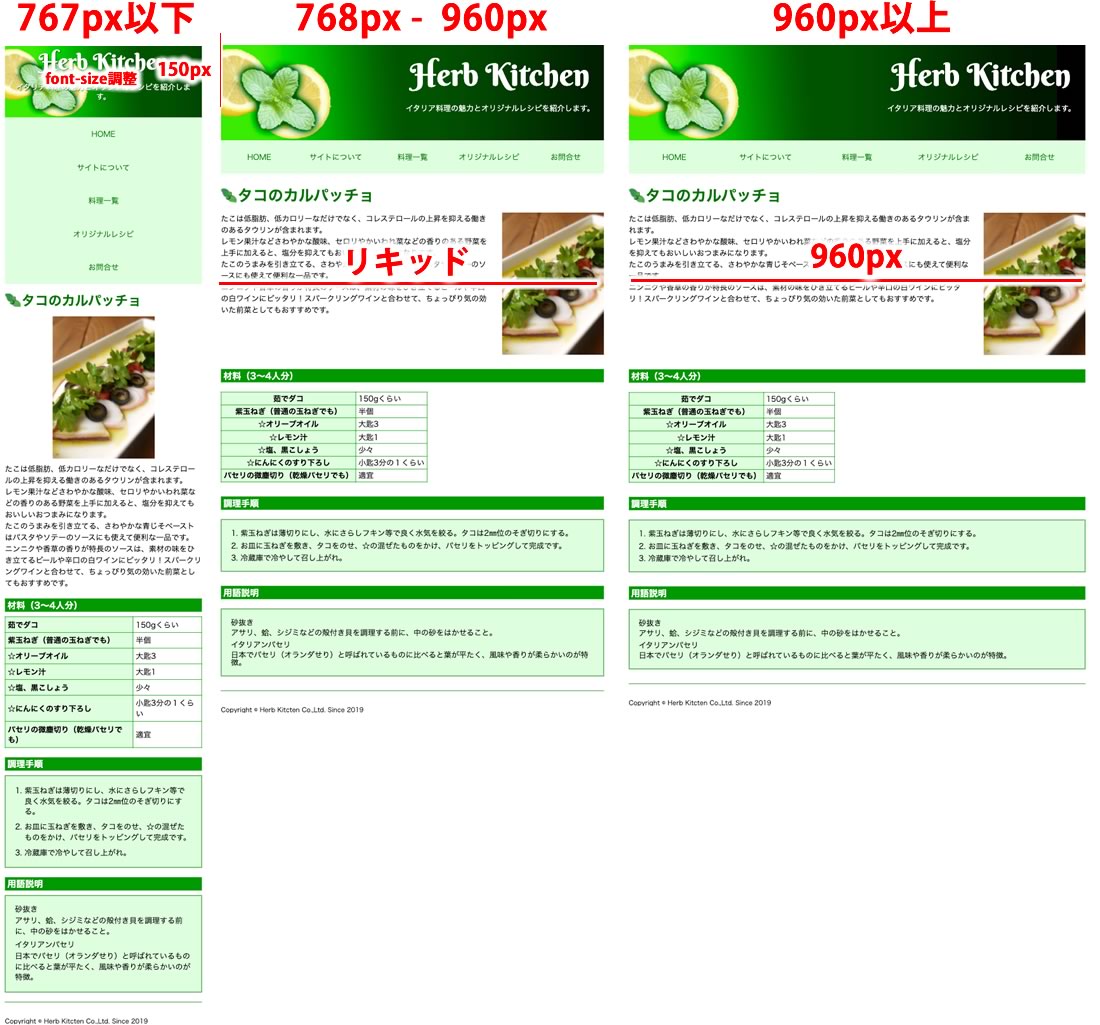 767px以下
Herb Kitchen
font-size調整
150px
HOME
サイトについて
料理一覧
オリジナルレシピ
お問合せ
タコのカルパッチョ
たこは低脂肪、低カロリーなだけでなく、コレステロー
ルの上昇を抑える働きのあるタウリンが含まれます。
レモン果汁などさわやかな酸味、セロリやかいわれ菜な
どの香りのある野菜を上手に加えると、塩分を抑えても
おいしいおつまみになります。
たこのうまみを引き立てる、さわやかな青じそペースト
はパスタやソテーのソースにも使えて便利な一品です。
ニンニクや香草の香りが特長のソースは、素材の味をひ
き立てるビールや辛口の白ワインにピッタリ！スパークリ
ングワインと合わせて、ちょっぴり気の効いた前菜とし
てもおすすめです。
材料（3〜4人分）
茹でダコ 150gくらい
紫玉ねぎ（普通の玉ねぎでも） 半個
☆オリーブオイル 大匙3
☆レモン汁 大匙1
☆塩、黒こしょう 少々
☆にんにくのすり下ろし 小匙3分の１くら
い
パセリの微塵切り（乾燥パセリで
も） 適宜
調理手順
1. 紫玉ねぎは薄切りにし、水にさらしフキン等で
良く水気を絞る。タコは2㎜位のそぎ切りにす
る。
2. お皿に玉ねぎを敷き、タコをのせ、☆の混ぜた
ものをかけ、パセリをトッピングして完成です。
3. 冷蔵庫で冷やして召し上がれ。
用語説明
砂抜き
アサリ、蛤、シジミなどの殻付き貝を調理する前
に、中の砂をはかせること。
イタリアンパセリ
日本でパセリ（オランダせり）と呼ばれているもの
に比べると葉が平たく、風味や香りが柔らかいのが
特徴。
Copyright © Herb Kitcten Co.,Ltd. Since 2019
768px - 960px
Herb Kitchen
イタリア料理の魅力とオリジナルレシピを紹介します。
HOME サイトについて 料理一覧 オリジナルレシピ お問合せ
タコのカルパッチョ
たこは低脂肪、低カロリーなだけでなく、コレステロールの上昇を抑える働き
のあるタウリンが含まれます。
レモン果汁などさわやかな酸味、セロリやかいわれ菜などの香りのある野菜を
上手に加えると、塩分を抑えてもお
リキッド
たこのうまみを引き立てる、さわや
ースにも使えて便利な一品です。
の白ワインにピッタリ！スパークリングワインと合わせて、ちょっぴり気の効
いた前菜としてもおすすめです。
材料（3〜4人分）
茹でダコ 150gくらい
紫玉ねぎ（普通の玉ねぎでも） 半個
☆オリーブオイル 大匙3
☆レモン汁 大匙1
☆塩、黒こしょう 少々
☆にんにくのすり下ろし 小匙3分の１くらい
パセリの微塵切り（乾燥パセリでも） 適宜
調理手順
1. 紫玉ねぎは薄切りにし、水にさらしフキン等で良く水気を絞る。タコは2㎜位のそぎ切りにする。
2. お皿に玉ねぎを敷き、タコをのせ、☆の混ぜたものをかけ、パセリをトッピングして完成です。
3. 冷蔵庫で冷やして召し上がれ。
用語説明
砂抜き
アサリ、蛤、シジミなどの殻付き貝を調理する前に、中の砂をはかせること。
イタリアンパセリ
日本でパセリ（オランダせり）と呼ばれているものに比べると葉が平たく、風味や香りが柔らかいのが特
徴。
Copyright © Herb Kitcten Co.,Ltd. Since 2019
960px以上
Herb Kitchen
イタリア料理の魅力とオリジナルレシピを紹介します。
HOME サイトについて 料理一覧 オリジナルレシピ お問合せ
タコのカルパッチョ
たこは低脂肪、低カロリーなだけでなく、コレステロールの上昇を抑える働きのあるタウリンが含ま
れます。
レモン果汁などさわやかな酸味、セロリやかいわれ菜などの香りのある野菜を上手に加えると、塩分
を抑えてもおいしいおつまみになります。
たこのうまみを引き立てる、さわやかな青じそペース
960px
にも使えて便利な一
ニンニクや香草の香りが特長のソースは、素材の味をひき立てるビールや辛口の白ワインにピッタ
リ！スパークリングワインと合わせて、ちょっぴり気の効いた前菜としてもおすすめです。
材料（3〜4人分）
茹でダコ 150gくらい
紫玉ねぎ（普通の玉ねぎでも） 半個
☆オリーブオイル 大匙3
☆レモン汁 大匙1
☆塩、黒こしょう 少々
☆にんにくのすり下ろし 小匙3分の１くらい
パセリの微塵切り（乾燥パセリでも） 適宜
調理手順
1. 紫玉ねぎは薄切りにし、水にさらしフキン等で良く水気を絞る。タコは2㎜位のそぎ切りにする。
2. お皿に玉ねぎを敷き、タコをのせ、☆の混ぜたものをかけ、パセリをトッピングして完成です。
3. 冷蔵庫で冷やして召し上がれ。
用語説明
砂抜き
アサリ、蛤、シジミなどの殻付き貝を調理する前に、中の砂をはかせること。
イタリアンパセリ
日本でパセリ（オランダせり）と呼ばれているものに比べると葉が平たく、風味や香りが柔らかいのが特徴。
Copyright © Herb Kitcten Co.,Ltd. Since 2019